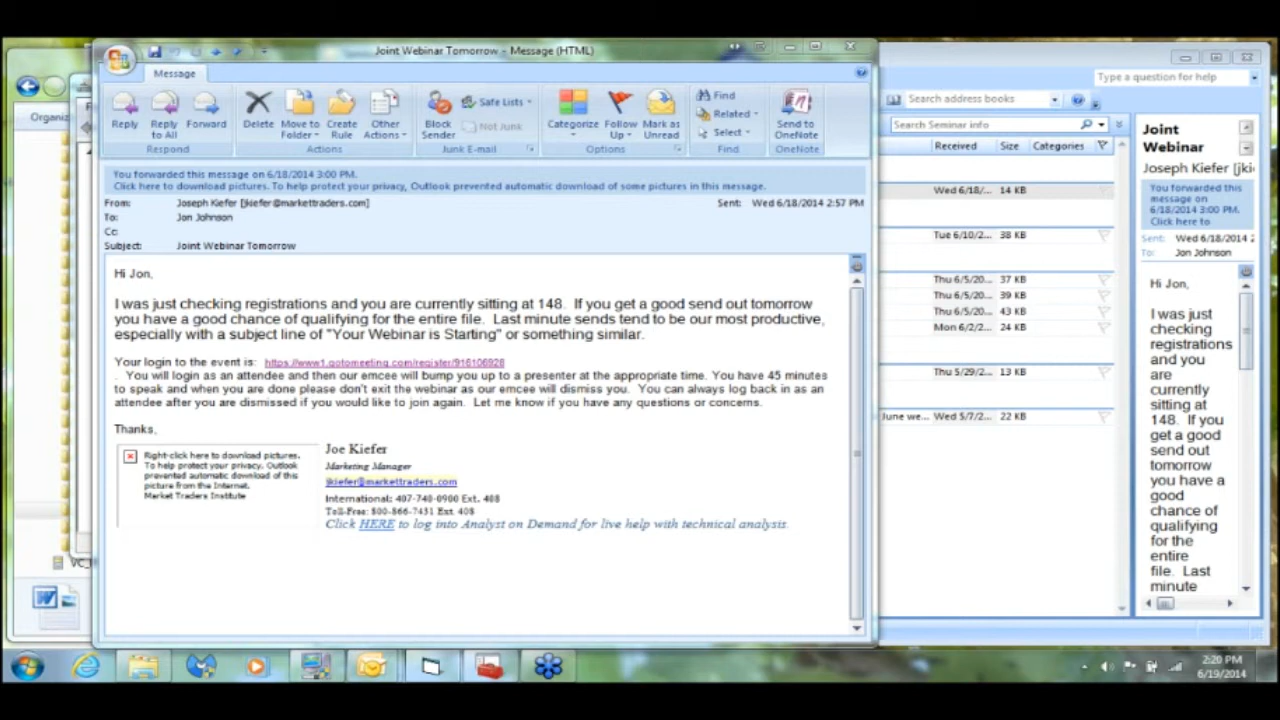 Joint Webinar Tomorrow - Message (HTML)
Message
Type a question for help
Search address books
Organiz
Reply
Reply to All
Forward
Delete
Move to Folder
Create Rule
Other Actions
Block Sender
Safe Lists
Not Junk
Categorize
Follow Up
Mark as Unread
Find
Related
Select
Send to OneNote
Respond
Actions
Junk E-mail
Options
Find
OneNote
Search Seminar info
Received Size Categories
You forwarded this message on 6/18/2014 3:00 PM.
Click here to download pictures. To help protect your privacy, Outlook prevented automatic download of some pictures in this message.
From: Joseph Kiefer [jkiefer@markettraders.com]
Sent: Wed 6/18/2014 2:57 PM
To: Jon Johnson
Cc:
Subject: Joint Webinar Tomorrow
Hi Jon,
I was just checking registrations and you are currently sitting at 148. If you get a good send out tomorrow
you have a good chance of qualifying for the entire file. Last minute sends tend to be our most productive,
especially with a subject line of "Your Webinar is Starting" or something similar.
Your login to the event is: https://www1.gotomeeting.com/register/916106928
. You will login as an attendee and then our emcee will bump you up to a presenter at the appropriate time. You have 45 minutes
to speak and when you are done please don't exit the webinar as our emcee will dismiss you. You can always log back in as an
attendee after you are dismissed if you would like to join again. Let me know if you have any questions or concerns.
Thanks,
Right-click here to download pictures.
To help protect your privacy, Outlook
prevented automatic download of this
picture from the Internet.
Market Traders Institute
Joe Kiefer
Marketing Manager
jkiefer@markettraders.com
International: 407-740-0900 Ext. 408
Toll-Free: 800-866-7431 Ext. 408
Click HERE to log into Analyst on Demand for live help with technical analysis.
Wed 6/18/... 14 KB
Tue 6/10/2... 38 KB
Thu 6/5/20... 37 KB
Thu 6/5/20... 39 KB
Thu 6/5/20... 43 KB
Mon 6/2/2... 24 KB
Thu 5/29/2... 13 KB
June we... Wed 5/7/2... 22 KB
Joint
Webinar
Joseph Kiefer [jki
You forwarded this
message on
6/18/2014 3:00 PM.
Click here to
Sent: Wed 6/18/2014 2
To: Jon Johnson
Hi Jon,
I was just
checking
registrations
and you
are
currently
sitting at
148. If you
get a good
send out
tomorrow
you have a
good
chance of
qualifying
for the
entire
file. Last
minute
2:20 PM
6/19/2014